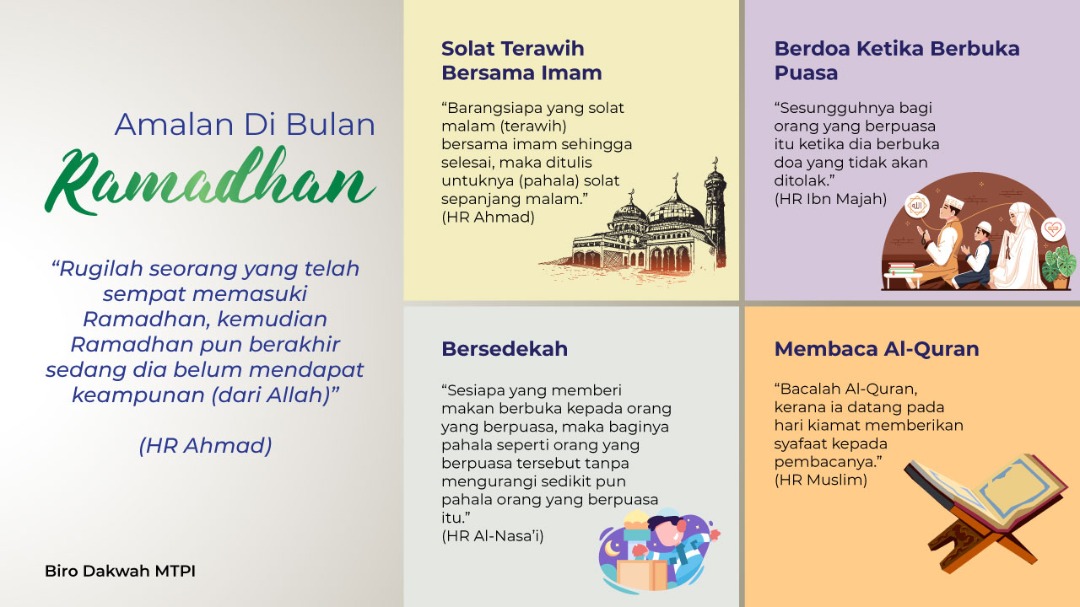 Amalan Di Bulan
Ramadhan
“Rugilah seorang yang telah
sempat memasuki
Ramadhan, kemudian
Ramadhan pun berakhir
sedang dia belum mendapat
keampunan (dari Allah)”
(HR Ahmad)
Biro Dakwah MTPI
Solat Terawih
Bersama Imam
“Barangsiapa yang solat
malam (terawih)
bersama imam sehingga
selesai, maka ditulis
untuknya (pahala) solat
sepanjang malam.”
(HR Ahmad)
Berdoa Ketika Berbuka
Puasa
“Sesungguhnya bagi
orang yang berpuasa
itu ketika dia berbuka
doa yang tidak akan
ditolak.”
(HR Ibn Majah)
الله
Bersedekah
“Sesiapa yang memberi
makan berbuka kepada orang
yang berpuasa, maka baginya
pahala seperti orang yang
berpuasa tersebut tanpa
mengurangi sedikit pun
pahala orang yang berpuasa
itu.”
(HR Al-Nasa’i)
Membaca Al-Quran
“Bacalah Al-Quran,
kerana ia datang pada
hari kiamat memberikan
syafaat kepada
pembacanya.”
(HR Muslim)